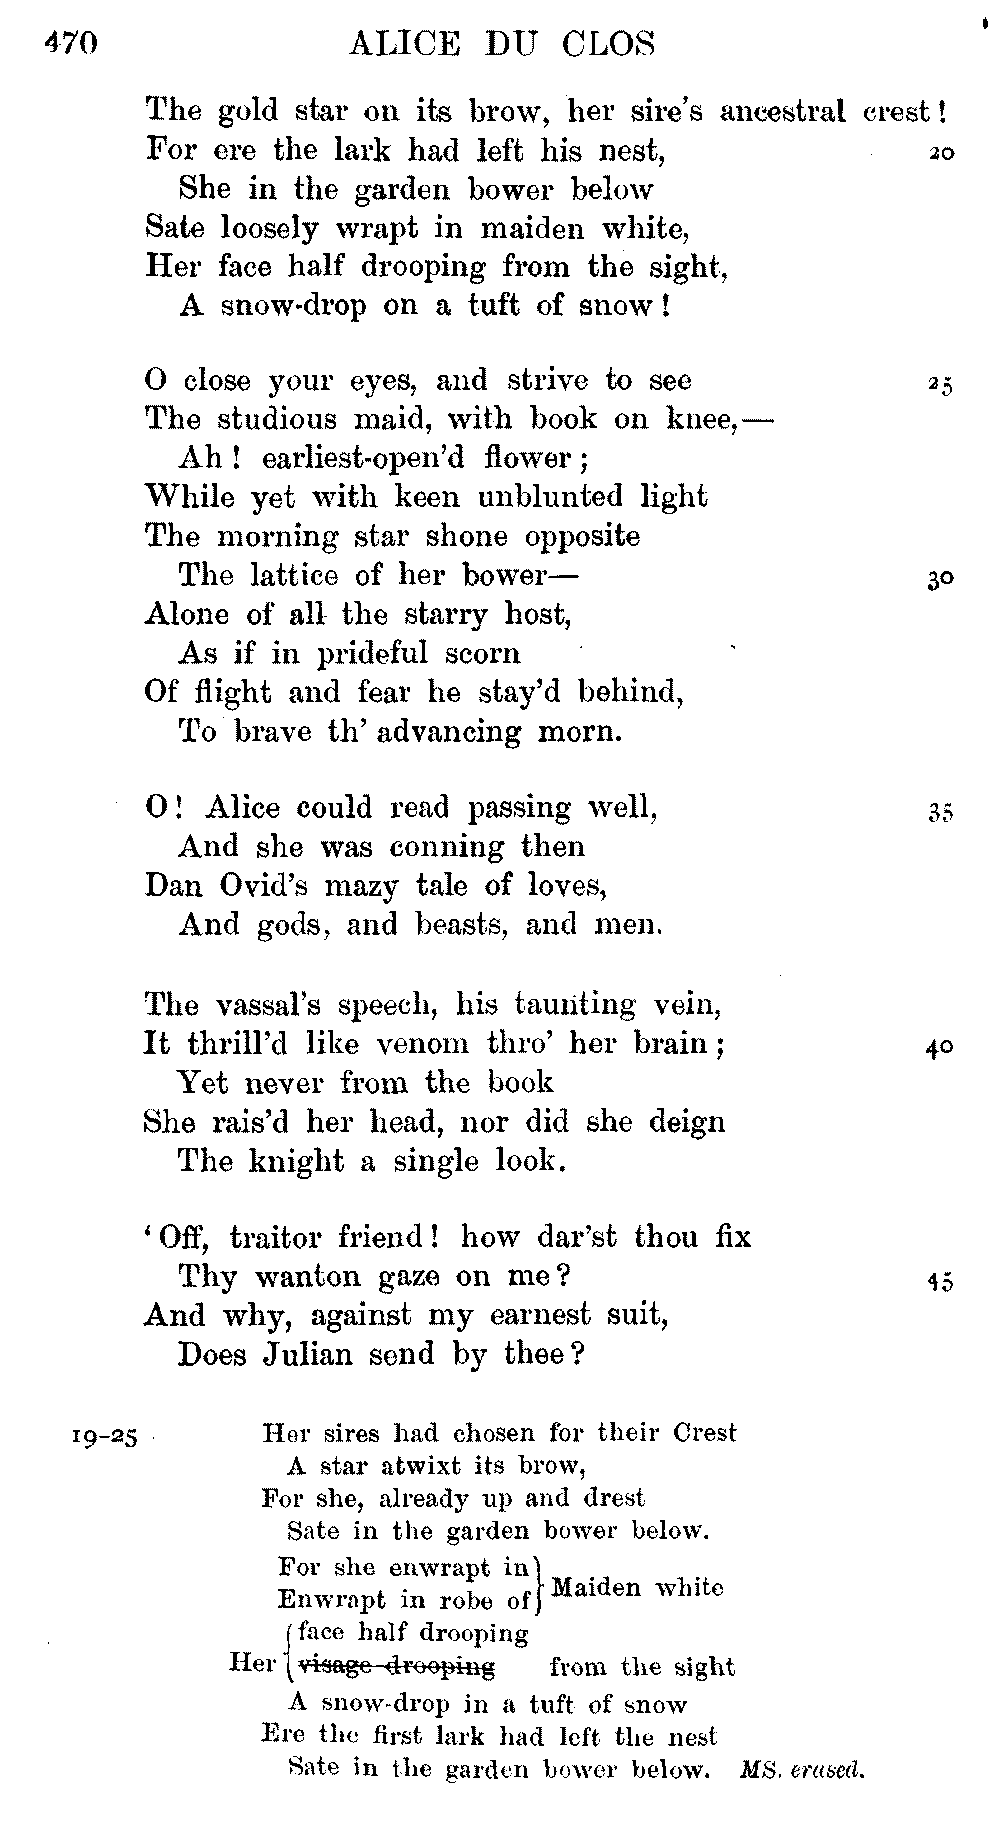 470 ALICE DU CLOS
The gold star on its brow, her sire's ancestral crest!
For ere the lark had left his nest, 20
She in the garden bower below
Sate loosely wrapt in maiden white,
Her face half drooping from the sight,
A snow-drop on a tuft of snow!
O close your eyes, and strive to see 25
The studious maid, with book on knee,—
Ah! earliest-open'd flower;
While yet with keen unblunted light
The morning star shone opposite
The lattice of her bower— 30
Alone of all the starry host,
As if in prideful scorn
Of flight and fear he stay'd behind,
To brave th' advancing morn.
O! Alice could read passing well, 35
And she was conning then
Dan Ovid's mazy tale of loves,
And gods, and beasts, and men.
The vassal's speech, his taunting vein,
It thrill'd like venom thro' her brain; 40
Yet never from the book
She rais'd her head, nor did she deign
The knight a single look.
'Off, traitor friend! how dar'st thou fix
Thy wanton gaze on me? 45
And why, against my earnest suit,
Does Julian send by thee?
19-25 Her sires had chosen for their Crest
A star atwixt its brow,
For she, already up and drest
Sate in the garden bower below.
For she enwrapt in
Enwrapt in robe of } Maiden white
face half drooping
Her { visage drooping from the sight
A snow-drop in a tuft of snow
Ere the first lark had left the nest
Sate in the garden bower below. MS. erased.